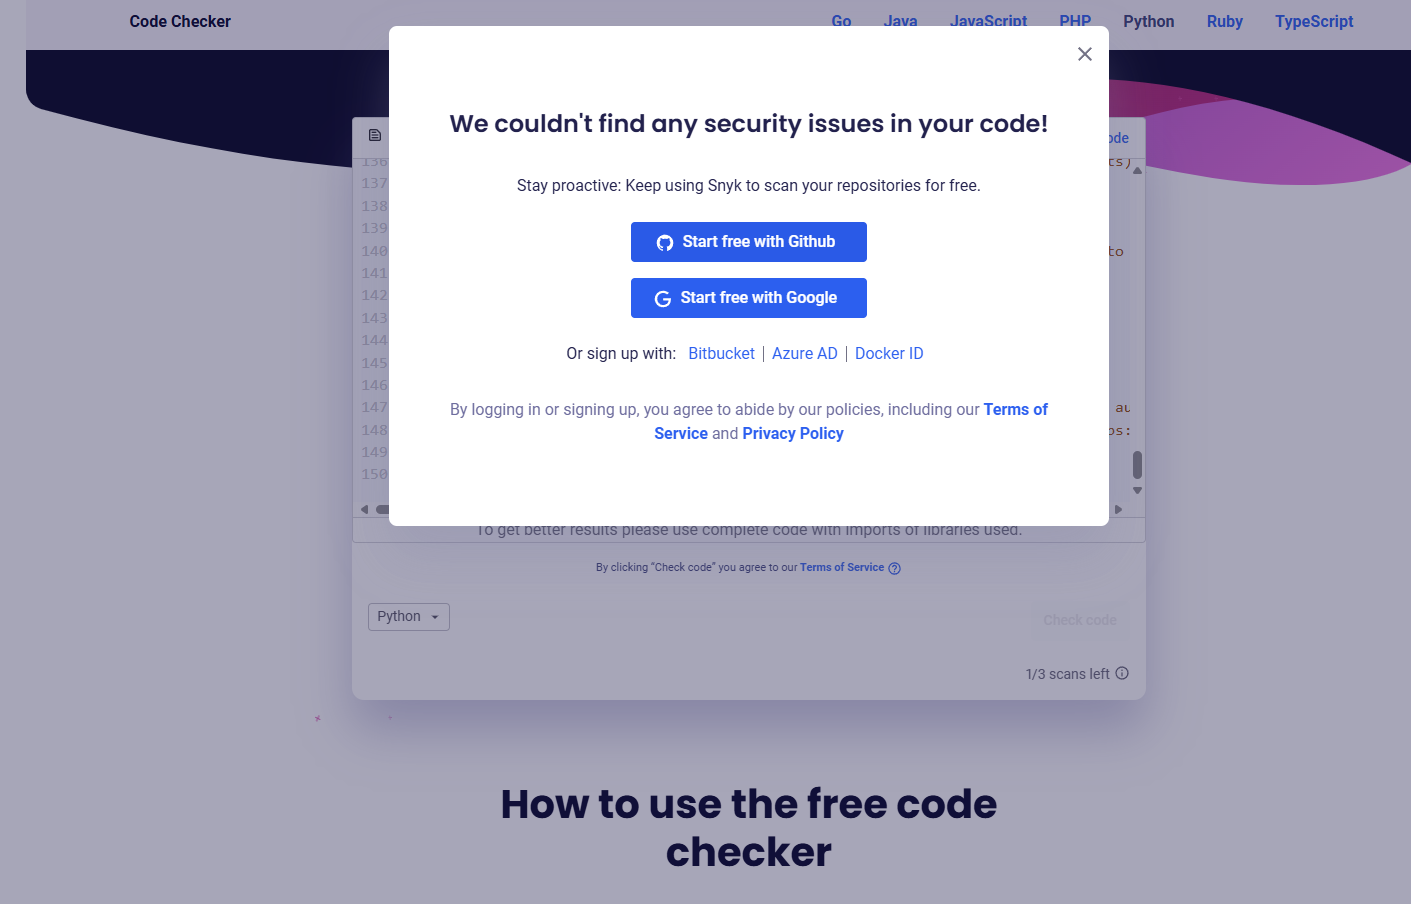 Code Checker
Go Java JavaScript PHP Python Ruby TypeScript
We couldn't find any security issues in your code!
Stay proactive: Keep using Snyk to scan your repositories for free.
Start free with Github
Start free with Google
Or sign up with: Bitbucket | Azure AD | Docker ID
By logging in or signing up, you agree to abide by our policies, including our Terms of
Service and Privacy Policy
ode
136 ts)
137
138
139
140 to
141
142
143
144
145
146
147 au
148 ps:
149
150
To get better results please use complete code with imports of libraries used.
By clicking “Check code” you agree to our Terms of Service
Python
Check code
1/3 scans left
How to use the free code
checker